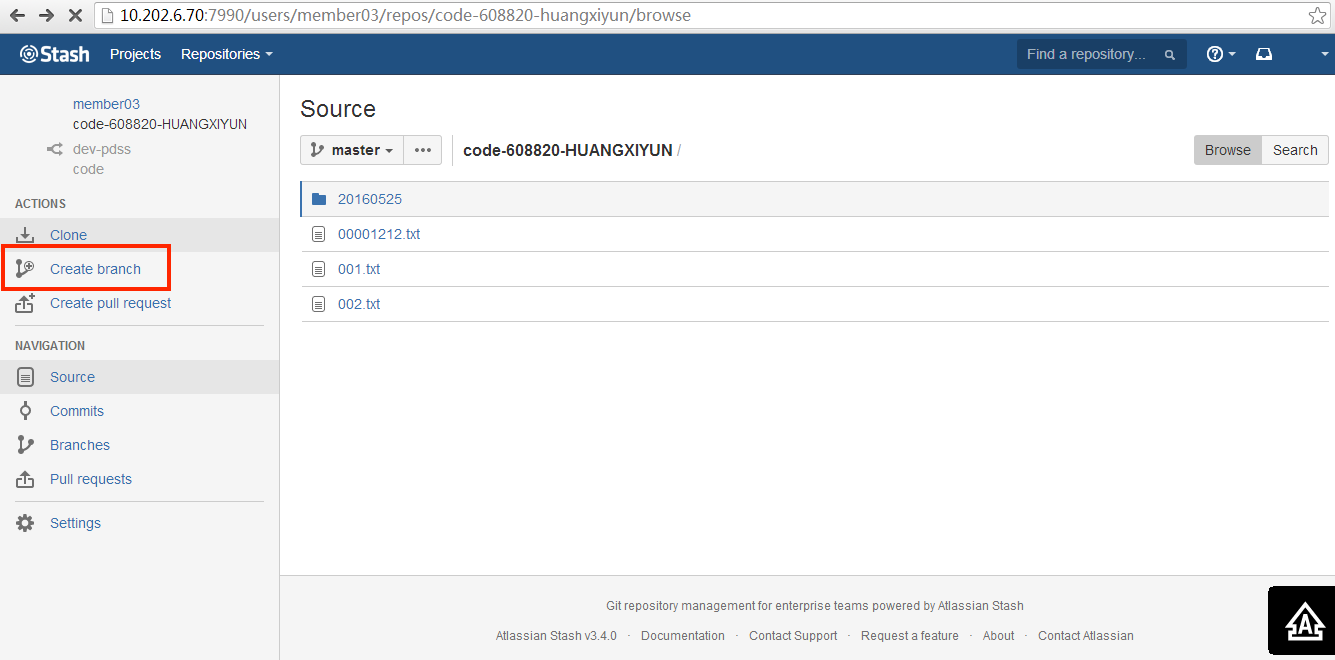 10.202.6.70:7990/users/member03/repos/code-608820-huangxiyun/browse
Stash Projects Repositories Find a repository...
member03
code-608820-HUANGXIYUN
dev-pdss
code
ACTIONS
Clone
Create branch
Create pull request
NAVIGATION
Source
Commits
Branches
Pull requests
Settings
Source
master code-608820-HUANGXIYUN / Browse Search
20160525
00001212.txt
001.txt
002.txt
Git repository management for enterprise teams powered by Atlassian Stash
Atlassian Stash v3.4.0 · Documentation · Contact Support · Request a feature · About · Contact Atlassian